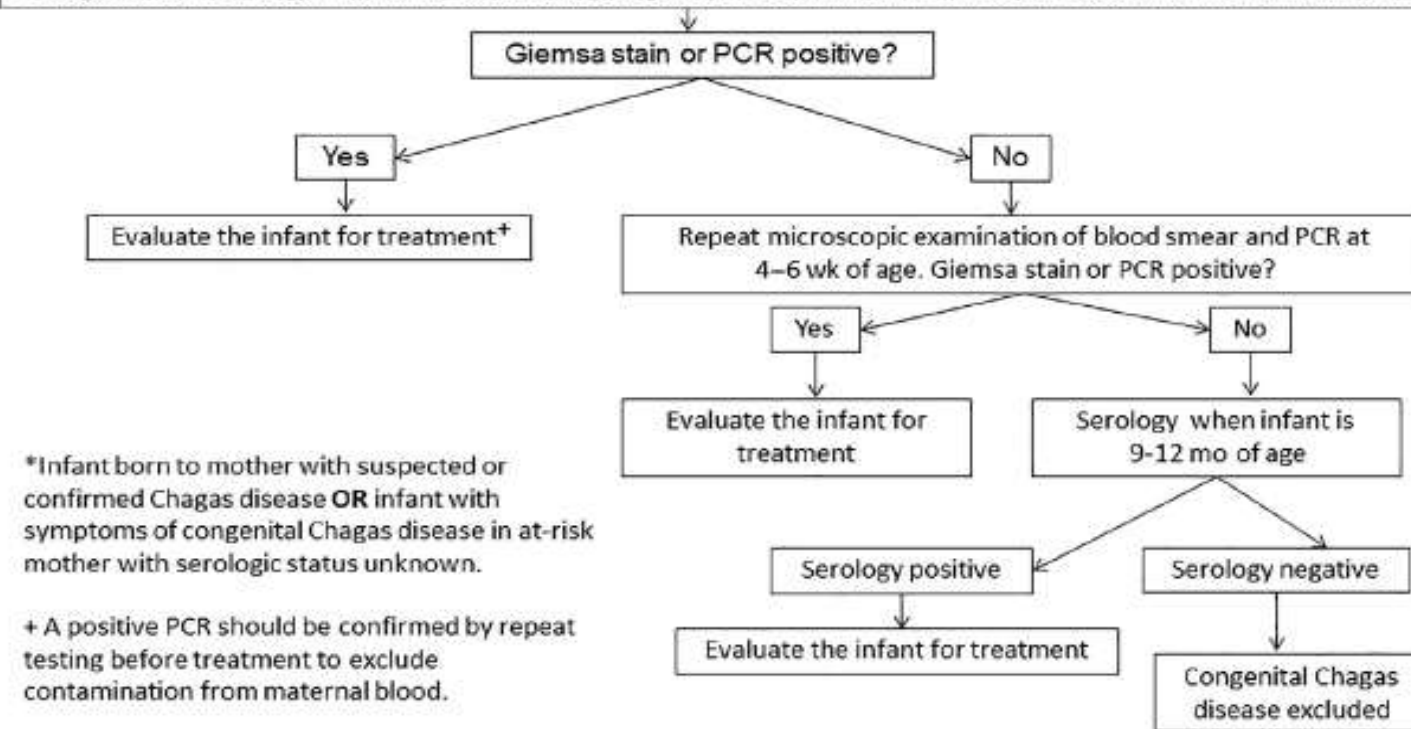 Giemsa stain or PCR positive?
Yes
No
Evaluate the infant for treatment+
Repeat microscopic examination of blood smear and PCR at
4–6 wk of age. Giemsa stain or PCR positive?
Yes
No
Evaluate the infant for
treatment
Serology when infant is
9-12 mo of age
*Infant born to mother with suspected or
confirmed Chagas disease OR infant with
symptoms of congenital Chagas disease in at-risk
mother with serologic status unknown.
Serology positive
Serology negative
+ A positive PCR should be confirmed by repeat
testing before treatment to exclude
contamination from maternal blood.
Evaluate the infant for treatment
Congenital Chagas
disease excluded